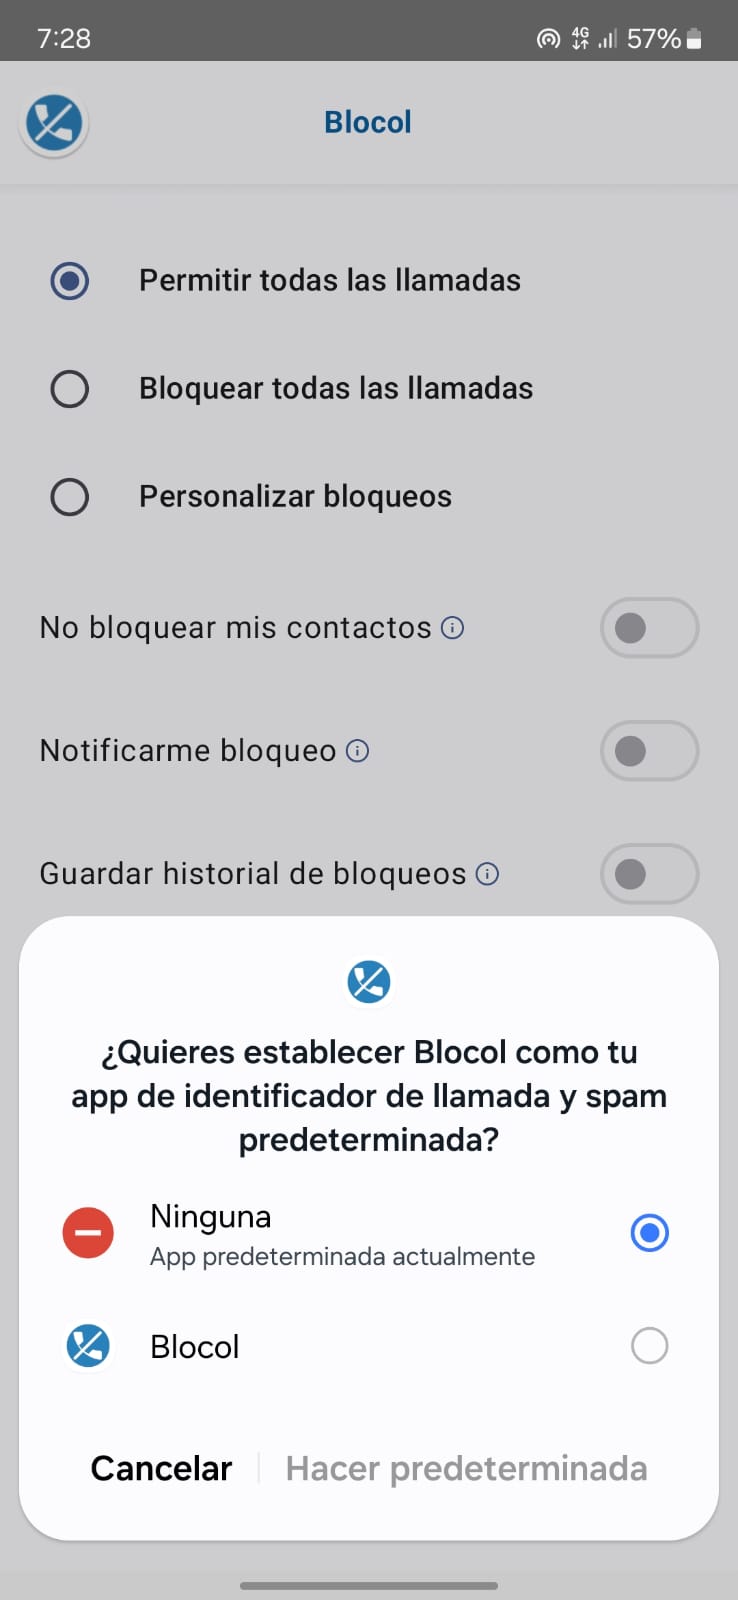 7:28
4G
57%
Blocol
Permitir todas las llamadas
Bloquear todas las llamadas
Personalizar bloqueos
No bloquear mis contactos
Notificarme bloqueo
Guardar historial de bloqueos
¿Quieres establecer Blocol como tu
app de identificador de llamada y spam
predeterminada?
Ninguna
App predeterminada actualmente
Blocol
Cancelar
Hacer predeterminada